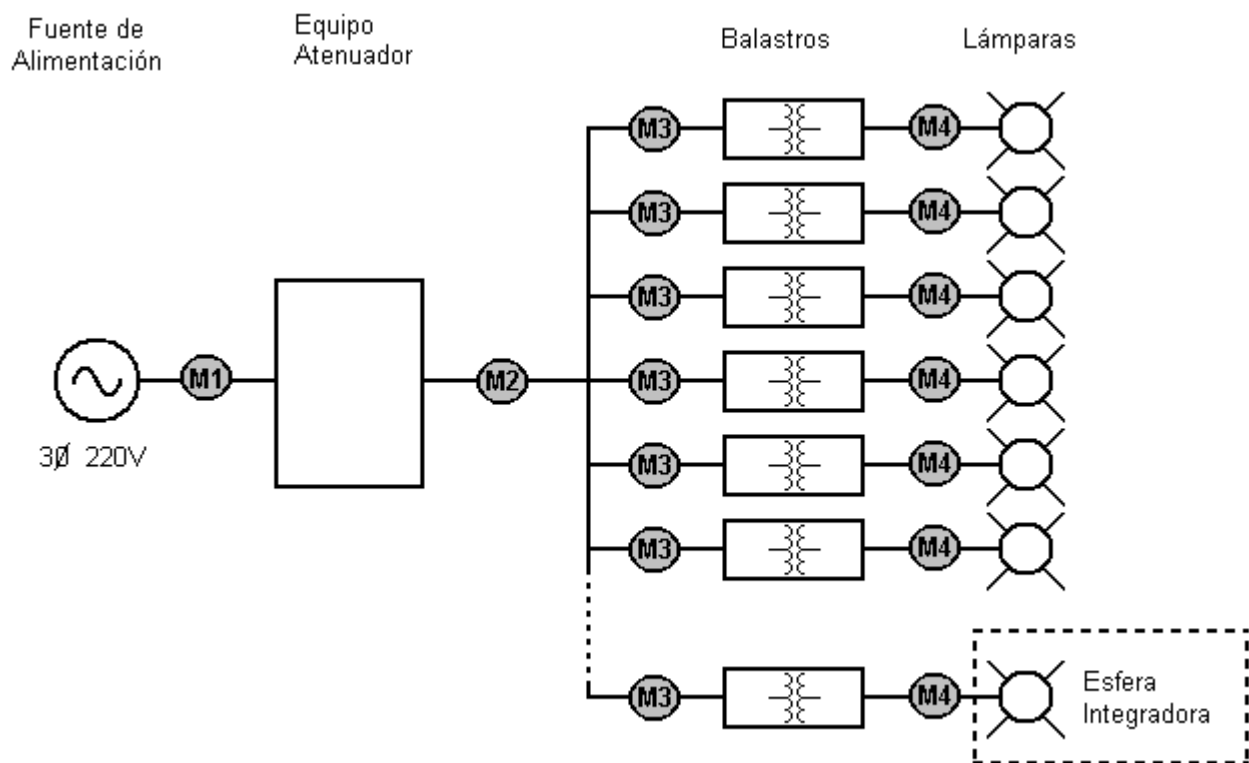 Fuente de
Alimentación
Equipo
Atenuador
Balastros
Lámparas
M3
M4
M3
M4
M3
M4
M1
M2
M3
M4
3Ø 220V
M3
M4
M3
M4
M3
M4
Esfera
Integradora